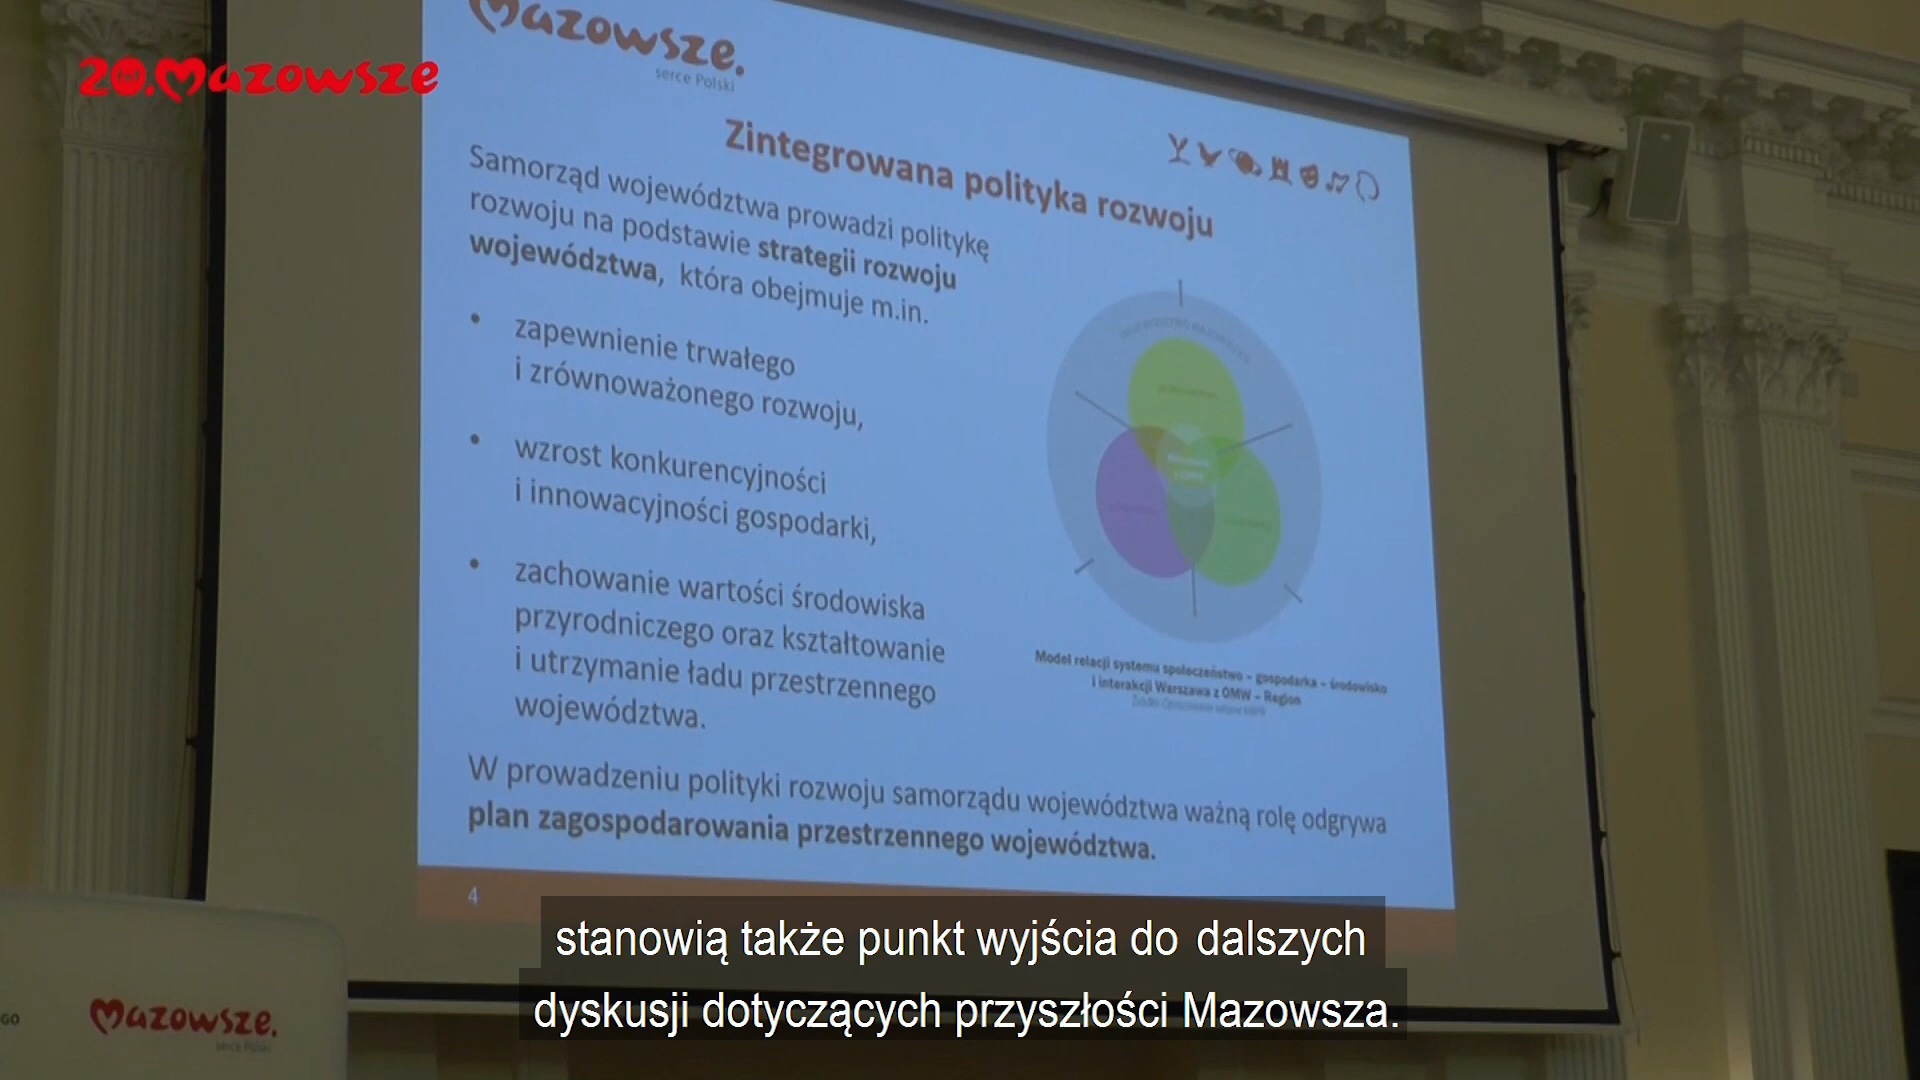 Mazowsze.
serce Polski
20.Mazowsze
Zintegrowana polityka rozwoju
Samorząd województwa prowadzi politykę
rozwoju na podstawie strategii rozwoju
województwa, która obejmuje m.in.
• zapewnienie trwałego
i zrównoważonego rozwoju,
• wzrost konkurencyjności
i innowacyjności gospodarki,
• zachowanie wartości środowiska
przyrodniczego oraz kształtowanie
i utrzymanie ładu przestrzennego
województwa.
Model relacji systemu społeczeństwo – gospodarka – środowisko
i interakcji Warszawa z OMW – Region
W prowadzeniu polityki rozwoju samorządu województwa ważną rolę odgrywa
plan zagospodarowania przestrzennego województwa.
4
stanowią także punkt wyjścia do dalszych
dyskusji dotyczących przyszłości Mazowsza.
GO
Mazowsze.
serce Polski